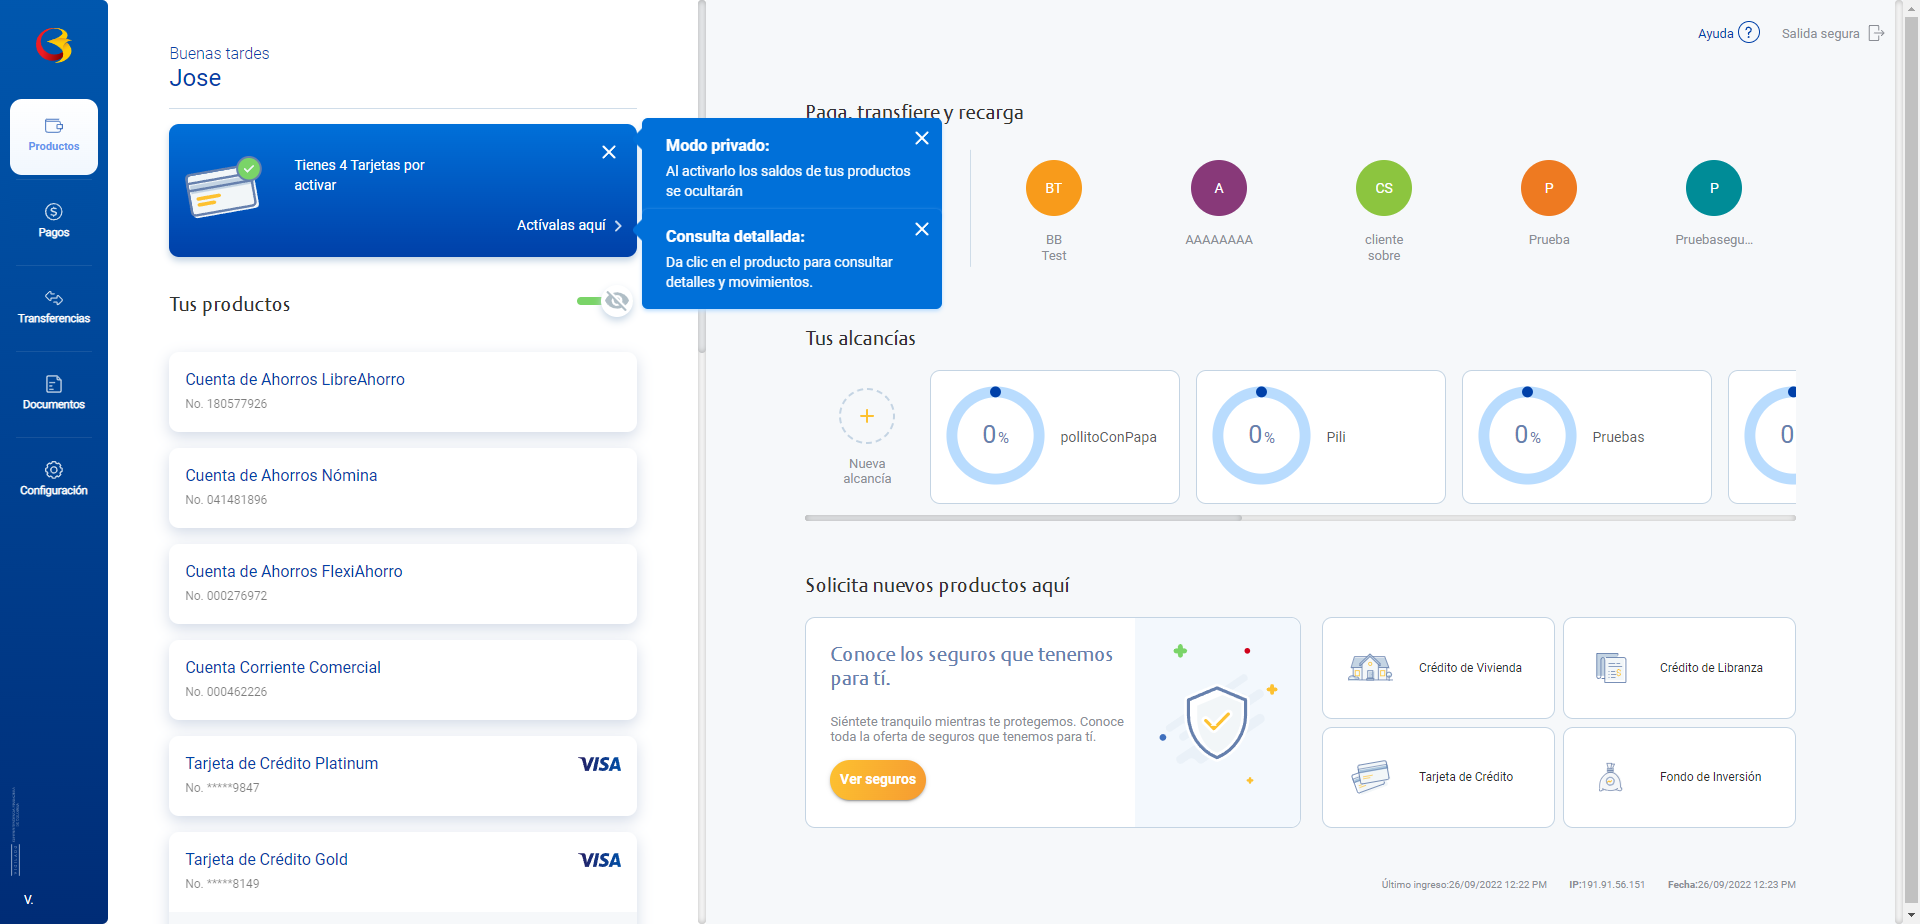 Productos
Pagos
Transferencias
Documentos
Configuración
V.
Buenas tardes
Jose
Tienes 4 Tarjetas por
activar
Actívalas aquí
Tus productos
Cuenta de Ahorros LibreAhorro
No. 180577926
Cuenta de Ahorros Nómina
No. 041481896
Cuenta de Ahorros FlexiAhorro
No. 000276972
Cuenta Corriente Comercial
No. 000462226
Tarjeta de Crédito Platinum
VISA
No. *****9847
Tarjeta de Crédito Gold
VISA
No. *****8149
Modo privado:
Al activarlo los saldos de tus productos
se ocultarán
Consulta detallada:
Da clic en el producto para consultar
detalles y movimientos.
Ayuda ?
Salida segura
Paga, transfiere y recarga
BT
BB
Test
A
AAAAAAAA
CS
cliente
sobre
P
Prueba
P
Pruebasegu...
Tus alcancías
Nueva
alcancía
0%
pollitoConPapa
0%
Pili
0%
Pruebas
0
Solicita nuevos productos aquí
Conoce los seguros que tenemos
para tí.
Siéntete tranquilo mientras te protegemos. Conoce
toda la oferta de seguros que tenemos para tí.
Ver seguros
Crédito de Vivienda
Crédito de Libranza
Tarjeta de Crédito
Fondo de Inversión
Último ingreso:26/09/2022 12:22 PM
IP:191.91.56.151
Fecha:26/09/2022 12:23 PM